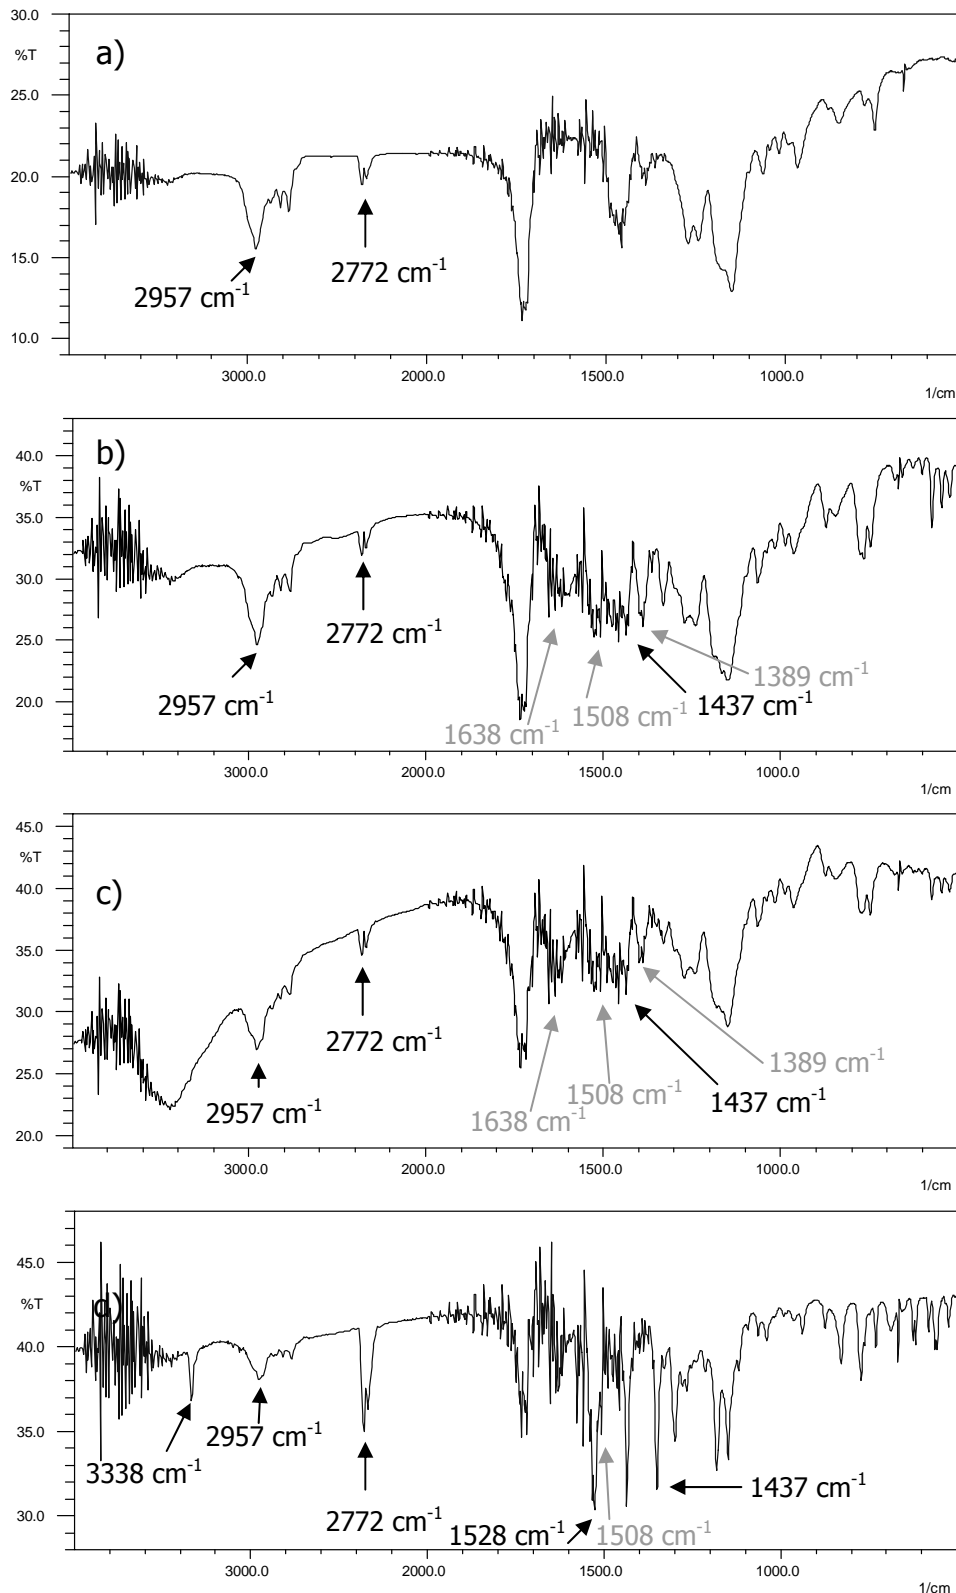 30.0
%T
a)
25.0
20.0
15.0
2957 cm-1
2772 cm-1
10.0
3000.0 2000.0 1500.0 1000.0
1/cm
40.0
%T
b)
35.0
30.0
25.0
2772 cm-1
1389 cm-1
2957 cm-1
1437 cm-1
1508 cm-1
20.0
1638 cm-1
3000.0 2000.0 1500.0 1000.0
1/cm
45.0
%T
40.0
c)
35.0
30.0
2772 cm-1
1389 cm-1
25.0
2957 cm-1
1508 cm-1
1437 cm-1
1638 cm-1
20.0
3000.0 2000.0 1500.0 1000.0
1/cm
45.0
%T
d)
40.0
35.0
2957 cm-1
3338 cm-1
1437 cm-1
2772 cm-1
30.0
1528 cm-1
1508 cm-1
3000.0 2000.0 1500.0 1000.0
1/cm